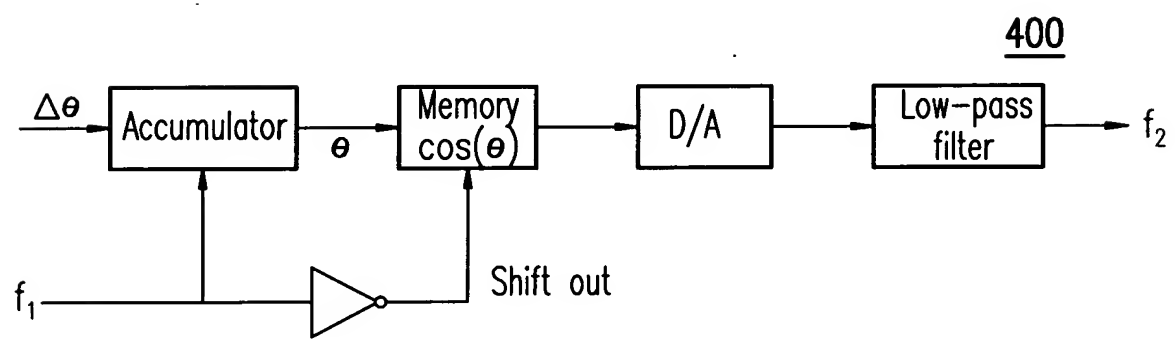 400
Δθ
Accumulator
θ
Memory
cos(θ)
D/A
Low-pass
filter
f₂
f₁
Shift out